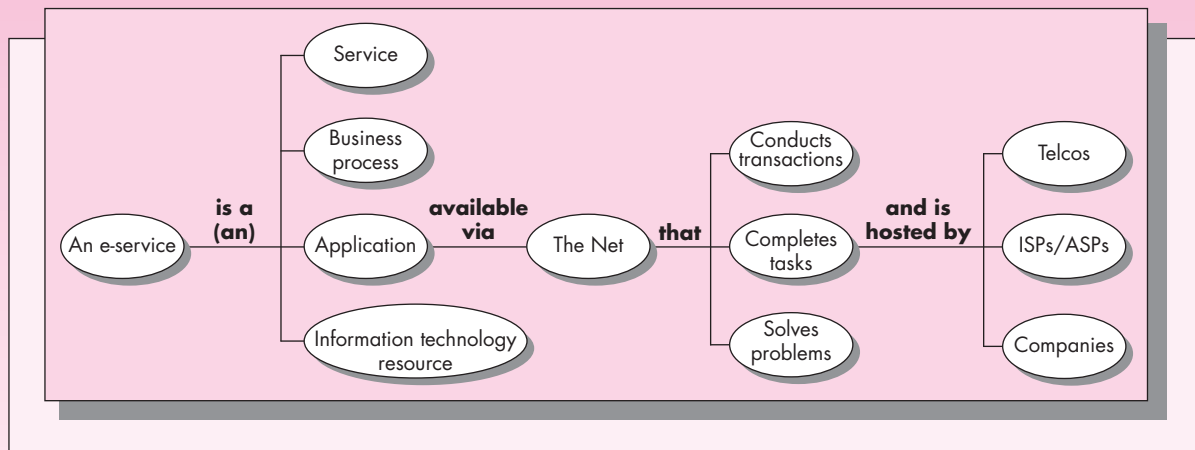 An e-service
is a
(an)
Service
Business
process
Application
Information technology
resource
available
via
The Net
that
Conducts
transactions
Completes
tasks
Solves
problems
and is
hosted by
Telcos
ISPs/ASPs
Companies